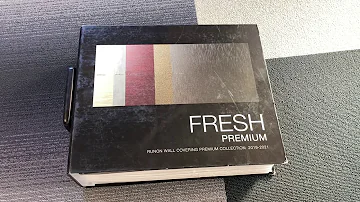 FRESH
PREMIUM
RUNON WALL COVERING PREMIUM COLLECTION 2019-2021